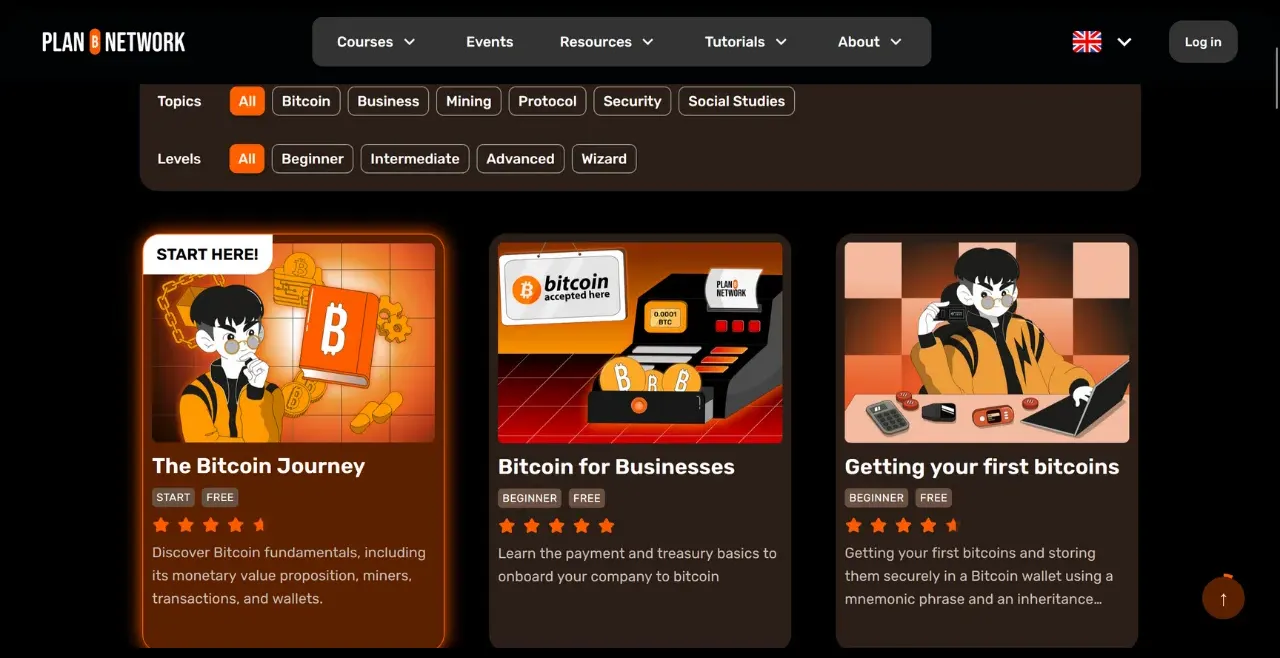 PLAN B NETWORK
Courses
Events
Resources
Tutorials
About
Log in
Topics
All
Bitcoin
Business
Mining
Protocol
Security
Social Studies
Levels
All
Beginner
Intermediate
Advanced
Wizard
START HERE!
The Bitcoin Journey
START
FREE
Discover Bitcoin fundamentals, including
its monetary value proposition, miners,
transactions, and wallets.
bitcoin
accepted here
0.0001
BTC
PLAN B
NETWORK
Bitcoin for Businesses
BEGINNER
FREE
Learn the payment and treasury basics to
onboard your company to bitcoin
Getting your first bitcoins
BEGINNER
FREE
Getting your first bitcoins and storing
them securely in a Bitcoin wallet using a
mnemonic phrase and an inheritance…